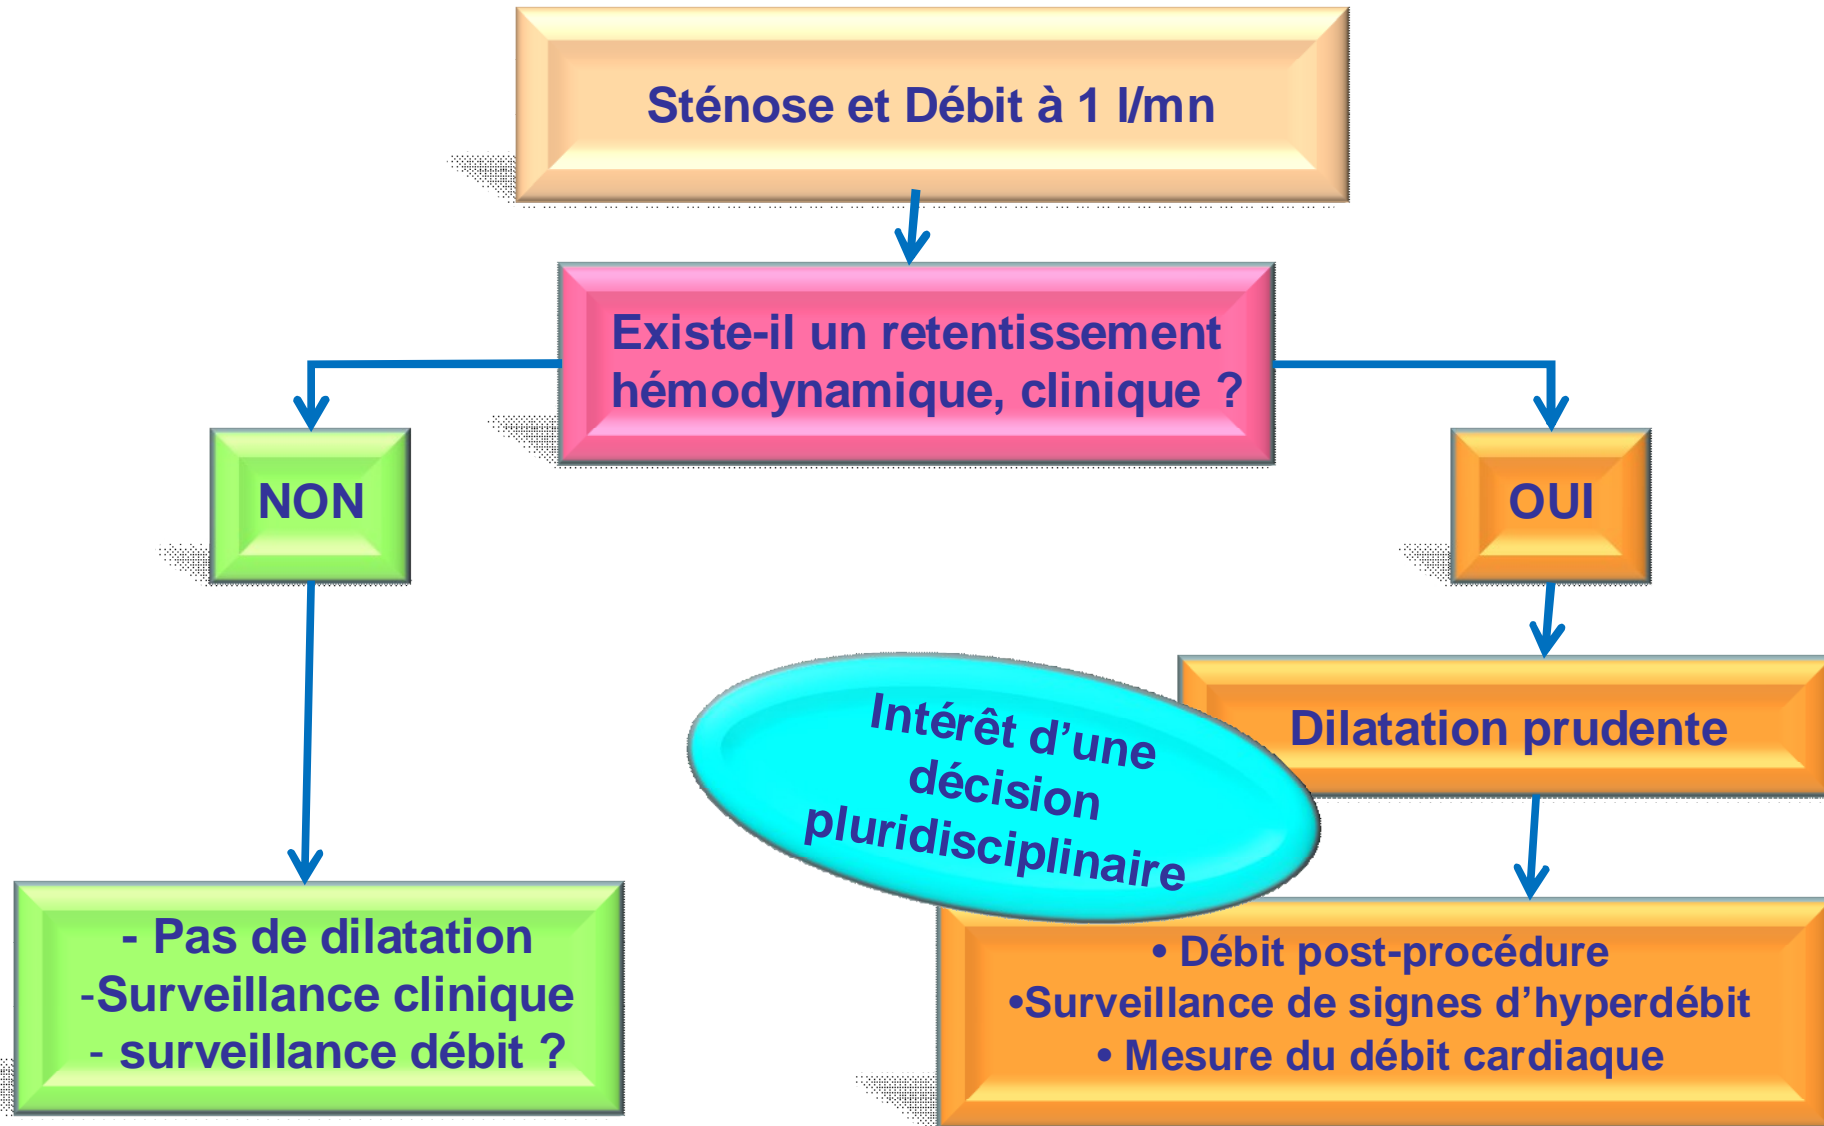 Sténose et Débit à 1 l/mn
Existe-il un retentissement
hémodynamique, clinique ?
NON
OUI
Intérêt d’une
décision
pluridisciplinaire
Dilatation prudente
- Pas de dilatation
-Surveillance clinique
- surveillance débit ?
• Débit post-procédure
•Surveillance de signes d’hyperdébit
• Mesure du débit cardiaque